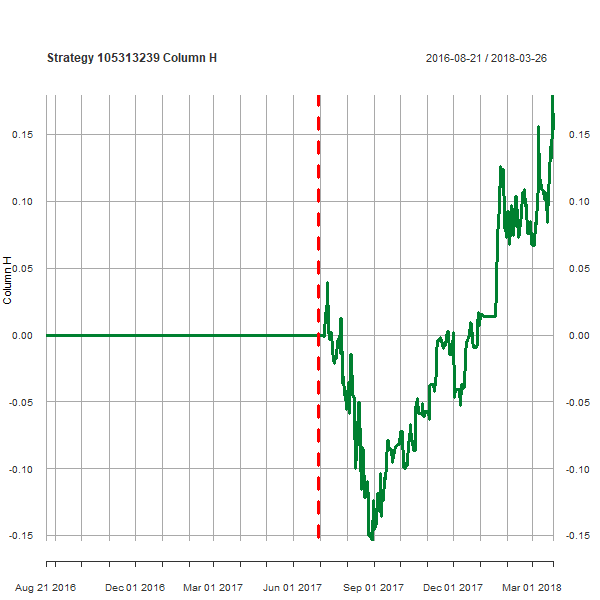 Strategy 105313239 Column H
2016-08-21 / 2018-03-26
Column H
0.15
0.10
0.05
0.00
-0.05
-0.10
-0.15
0.15
0.10
0.05
0.00
-0.05
-0.10
-0.15
Aug 21 2016
Dec 01 2016
Mar 01 2017
Jun 01 2017
Sep 01 2017
Dec 01 2017
Mar 01 2018